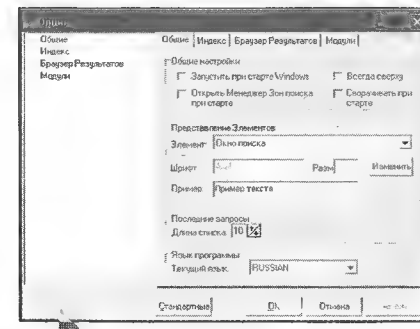 Общие
Индекс
Браузер Результатов
Модули
Общие Индекс Браузер Результатов Модули
Общие настройки
Запустить при старте Windows
Всегда сверху
Открыть Менеджер Зон поиска при старте
Сворачивать при старте
Представление Элементов
Элемент Окно поиска
Шрифт
Разм
Изменить
Пример Пример текста
Последние запросы
Длина списка 10
Язык программы
Текущий язык RUSSIAN
Стандартные
Ok
Отмена